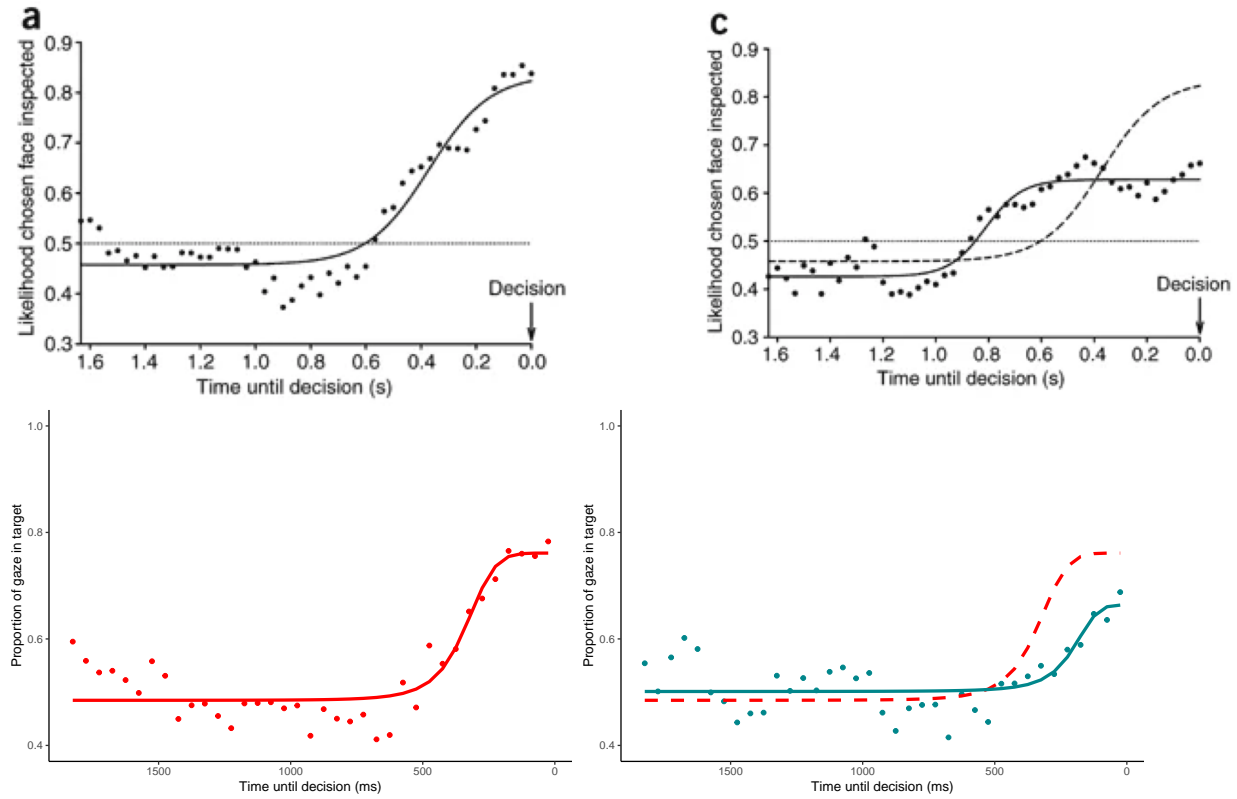 a
Likelihood chosen face inspected
0.9
0.8
0.7
0.6
0.5
0.4
0.3
Decision
1.6 1.4 1.2 1.0 0.8 0.6 0.4 0.2 0.0
Time until decision (s)
c
Likelihood chosen face inspected
0.9
0.8
0.7
0.6
0.5
0.4
0.3
Decision
1.6 1.4 1.2 1.0 0.8 0.6 0.4 0.2 0.0
Time until decision (s)
Proportion of gaze in target
1.0
0.8
0.6
0.4
1500 1000 500 0
Time until decision (ms)
Proportion of gaze in target
1.0
0.8
0.6
0.4
1500 1000 500 0
Time until decision (ms)